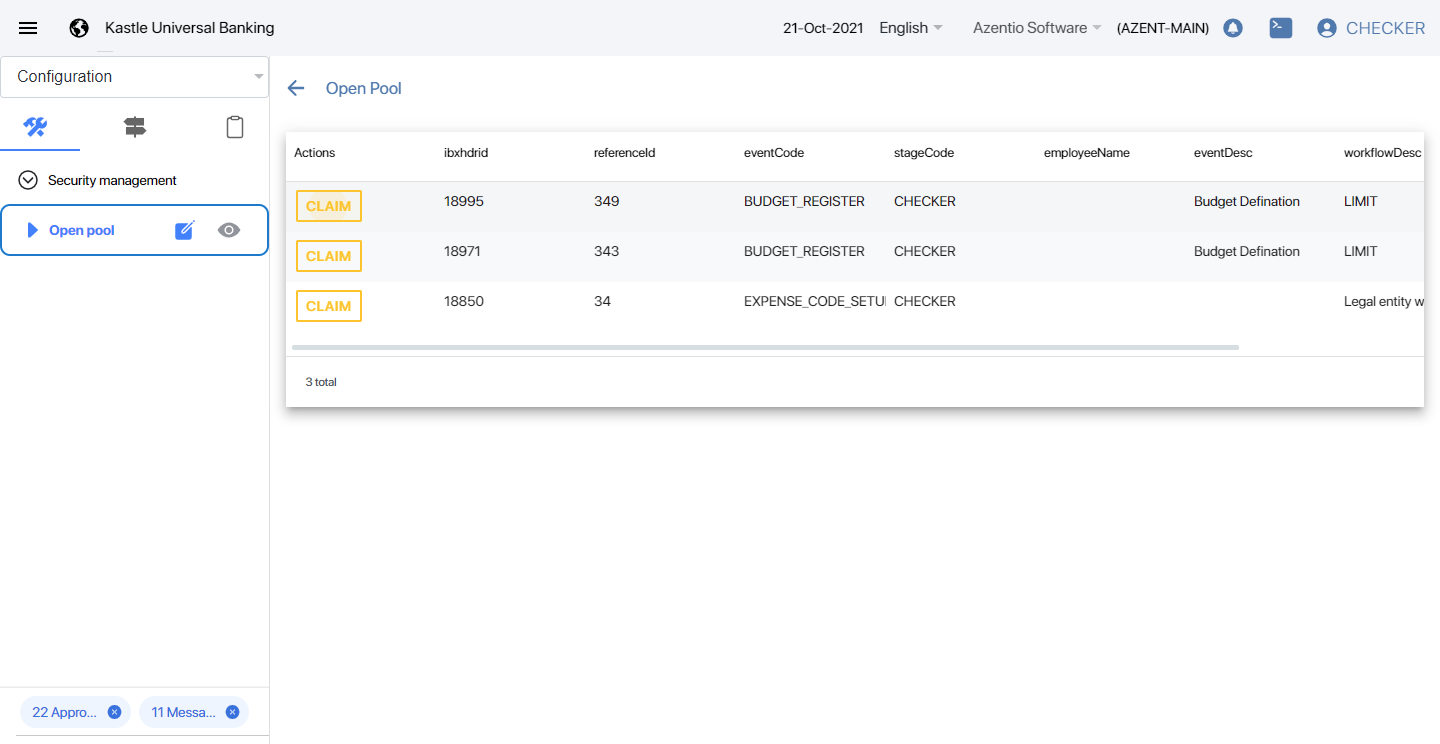 Kastle Universal Banking 21-Oct-2021 English Azentio Software (AZENT-MAIN) CHECKER
Configuration
Open Pool
Security management
Open pool
Actions ibxhdrid referenceId eventCode stageCode employeeName eventDesc workflowDesc
CLAIM 18995 349 BUDGET_REGISTER CHECKER Budget Defination LIMIT
CLAIM 18971 343 BUDGET_REGISTER CHECKER Budget Defination LIMIT
CLAIM 18850 34 EXPENSE_CODE_SETU CHECKER Legal entity w
3 total
22 Appro... 11 Messa...